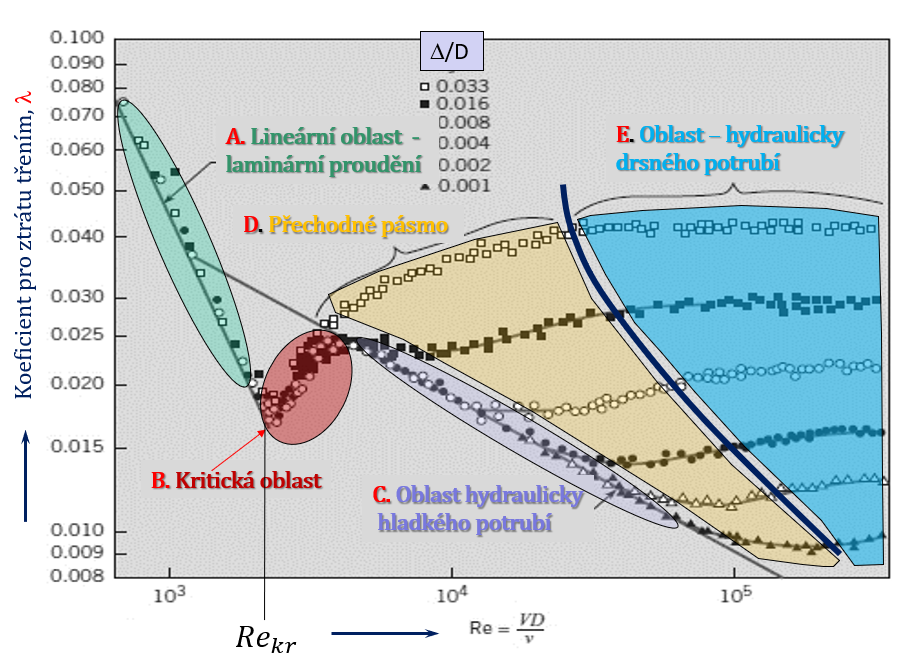 Δ/D
0.100
0.090
0.080
0.070
0.060
0.050
0.040
0.030
0.025
0.020
0.015
0.010
0.009
0.008
Koeficient pro ztrátu třením, λ
0.033
0.016
0.008
0.004
0.002
0.001
A. Lineární oblast -
laminární proudění
E. Oblast – hydraulicky
drsného potrubí
D. Přechodné pásmo
B. Kritická oblast
C. Oblast hydraulicky
hladkého potrubí
10³
10⁴
10⁵
Re_kr
Re = VD/ν